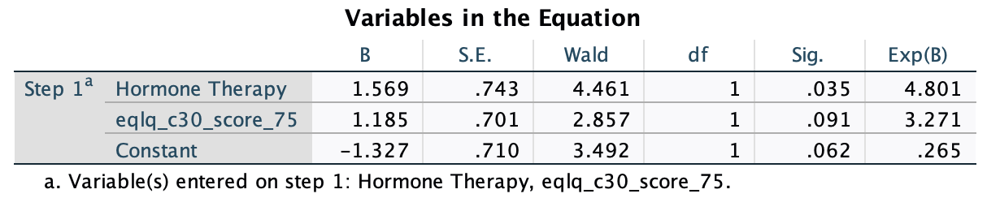 Variables in the Equation
B S.E. Wald df Sig. Exp(B)
Step 1a Hormone Therapy 1.569 .743 4.461 1 .035 4.801
eqlq_c30_score_75 1.185 .701 2.857 1 .091 3.271
Constant −1.327 .710 3.492 1 .062 .265
a. Variable(s) entered on step 1: Hormone Therapy, eqlq_c30_score_75.